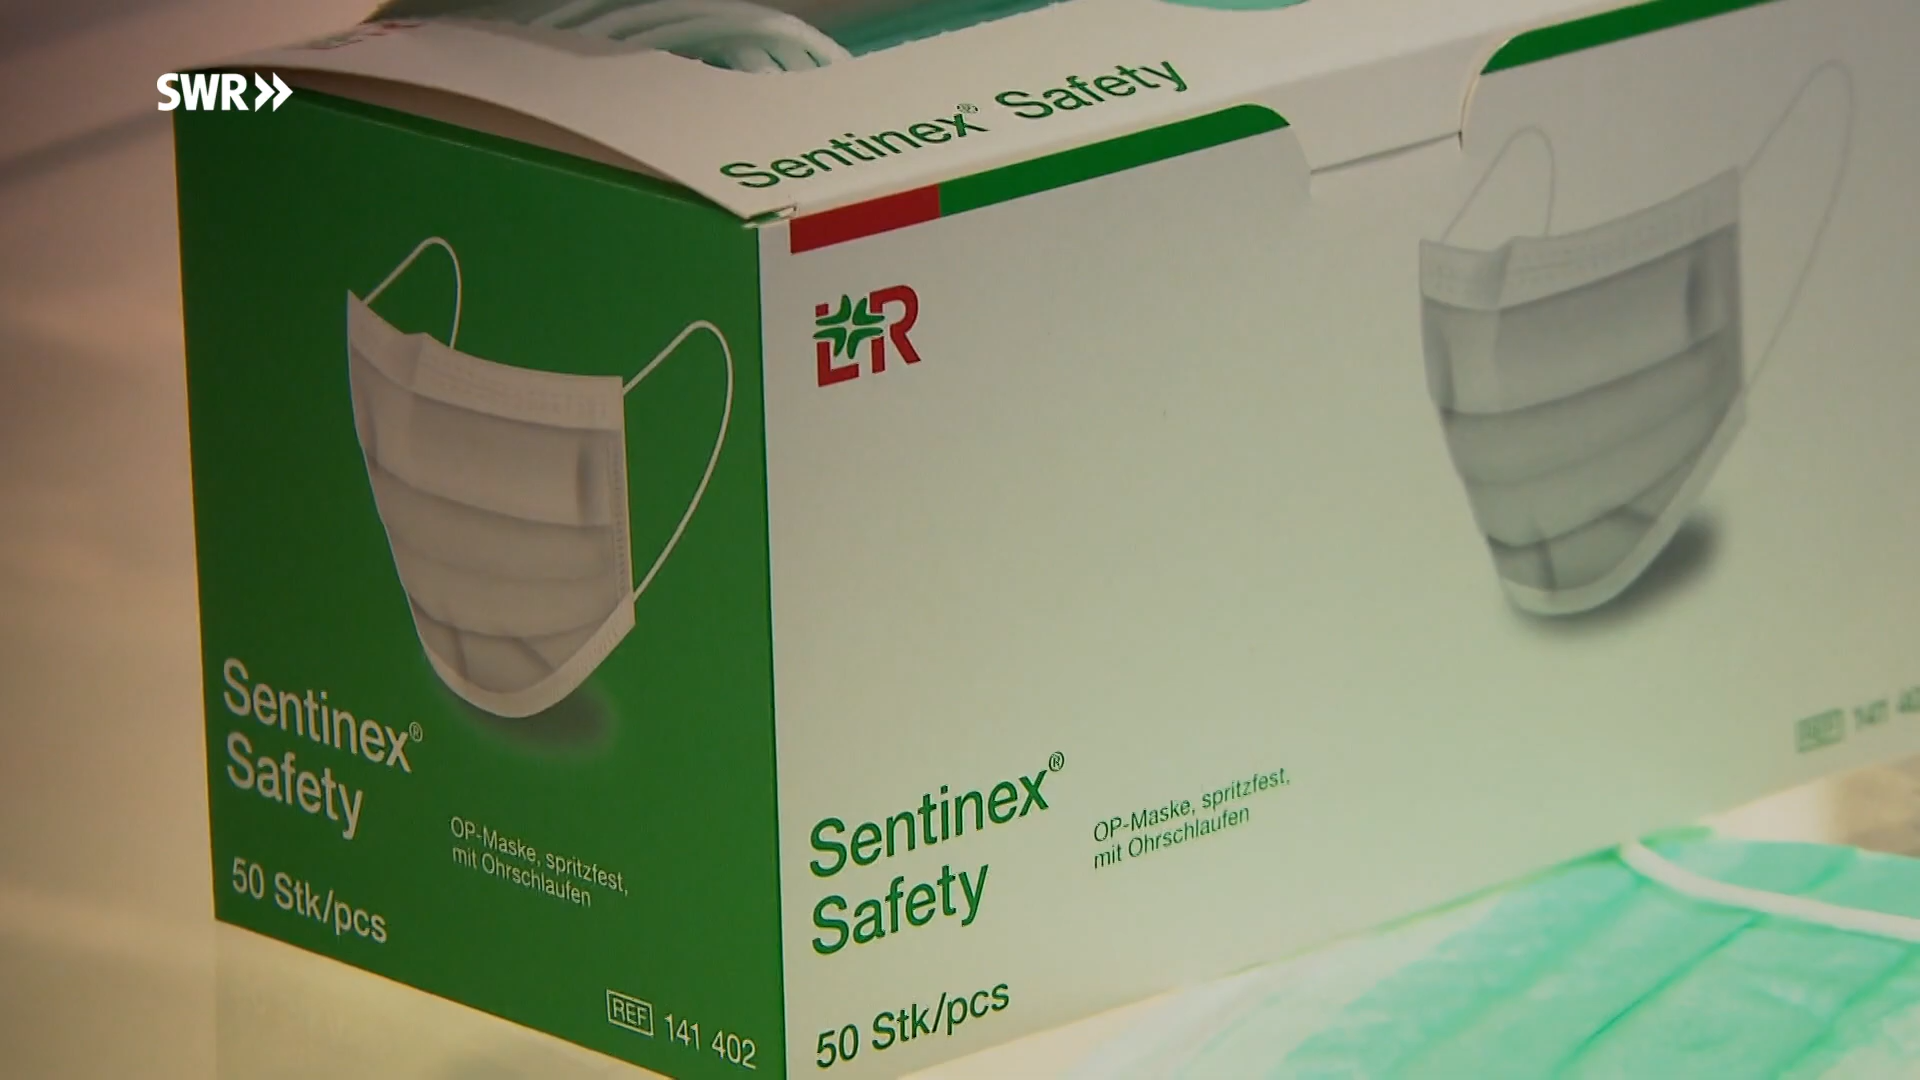 SWR
Sentinex® Safety
L&R
Sentinex®
Safety
OP-Maske, spritzfest,
mit Ohrschlaufen
50 Stk/pcs
REF 141 402
Sentinex®
Safety
OP-Maske, spritzfest,
mit Ohrschlaufen
50 Stk/pcs